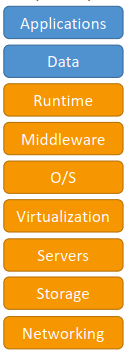 Applications
Data
Runtime
Middleware
O/S
Virtualization
Servers
Storage
Networking